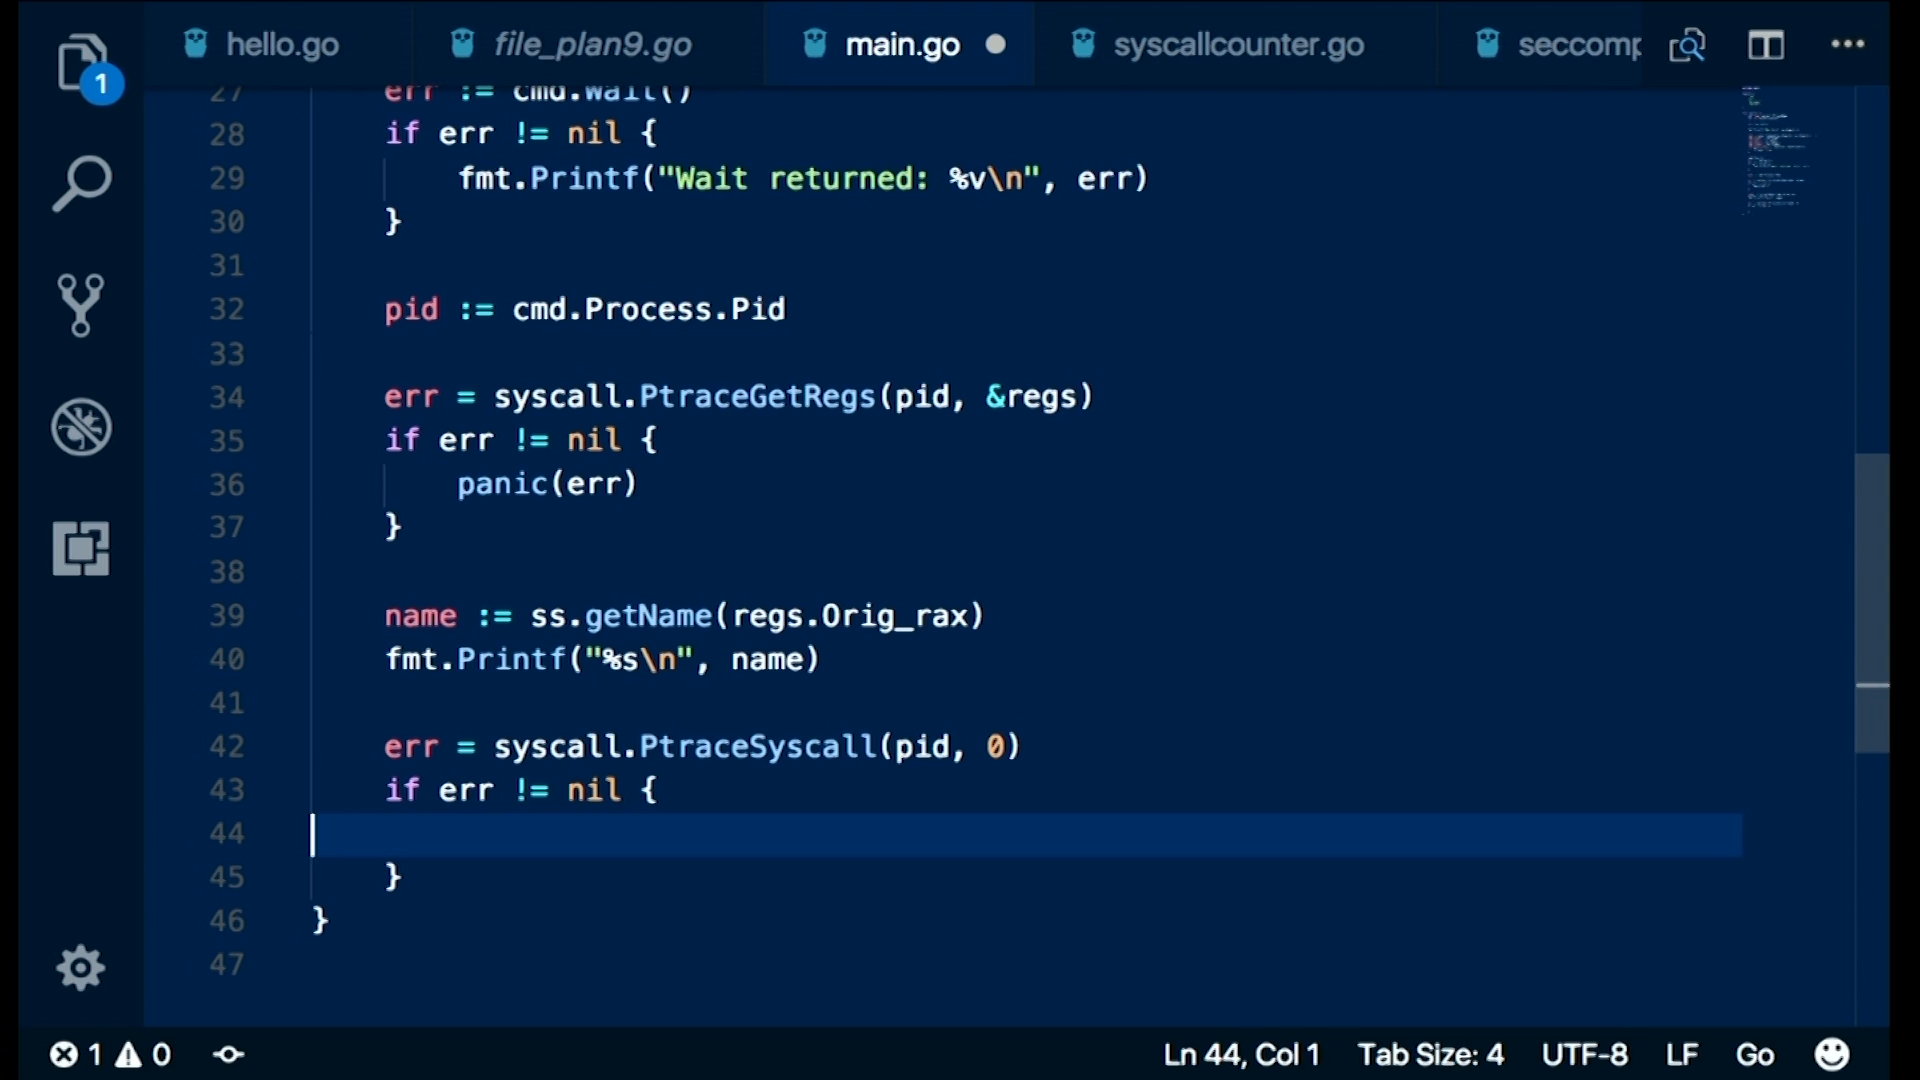 hello.go file_plan9.go main.go syscallcounter.go seccomp
1
27 err := cmd.Wait()
28 if err != nil {
29 fmt.Printf("Wait returned: %v\n", err)
30 }
31
32 pid := cmd.Process.Pid
33
34 err = syscall.PtraceGetRegs(pid, &regs)
35 if err != nil {
36 panic(err)
37 }
38
39 name := ss.getName(regs.Orig_rax)
40 fmt.Printf("%s\n", name)
41
42 err = syscall.PtraceSyscall(pid, 0)
43 if err != nil {
44
45 }
46 }
47
1 0 Ln 44, Col 1 Tab Size: 4 UTF-8 LF Go